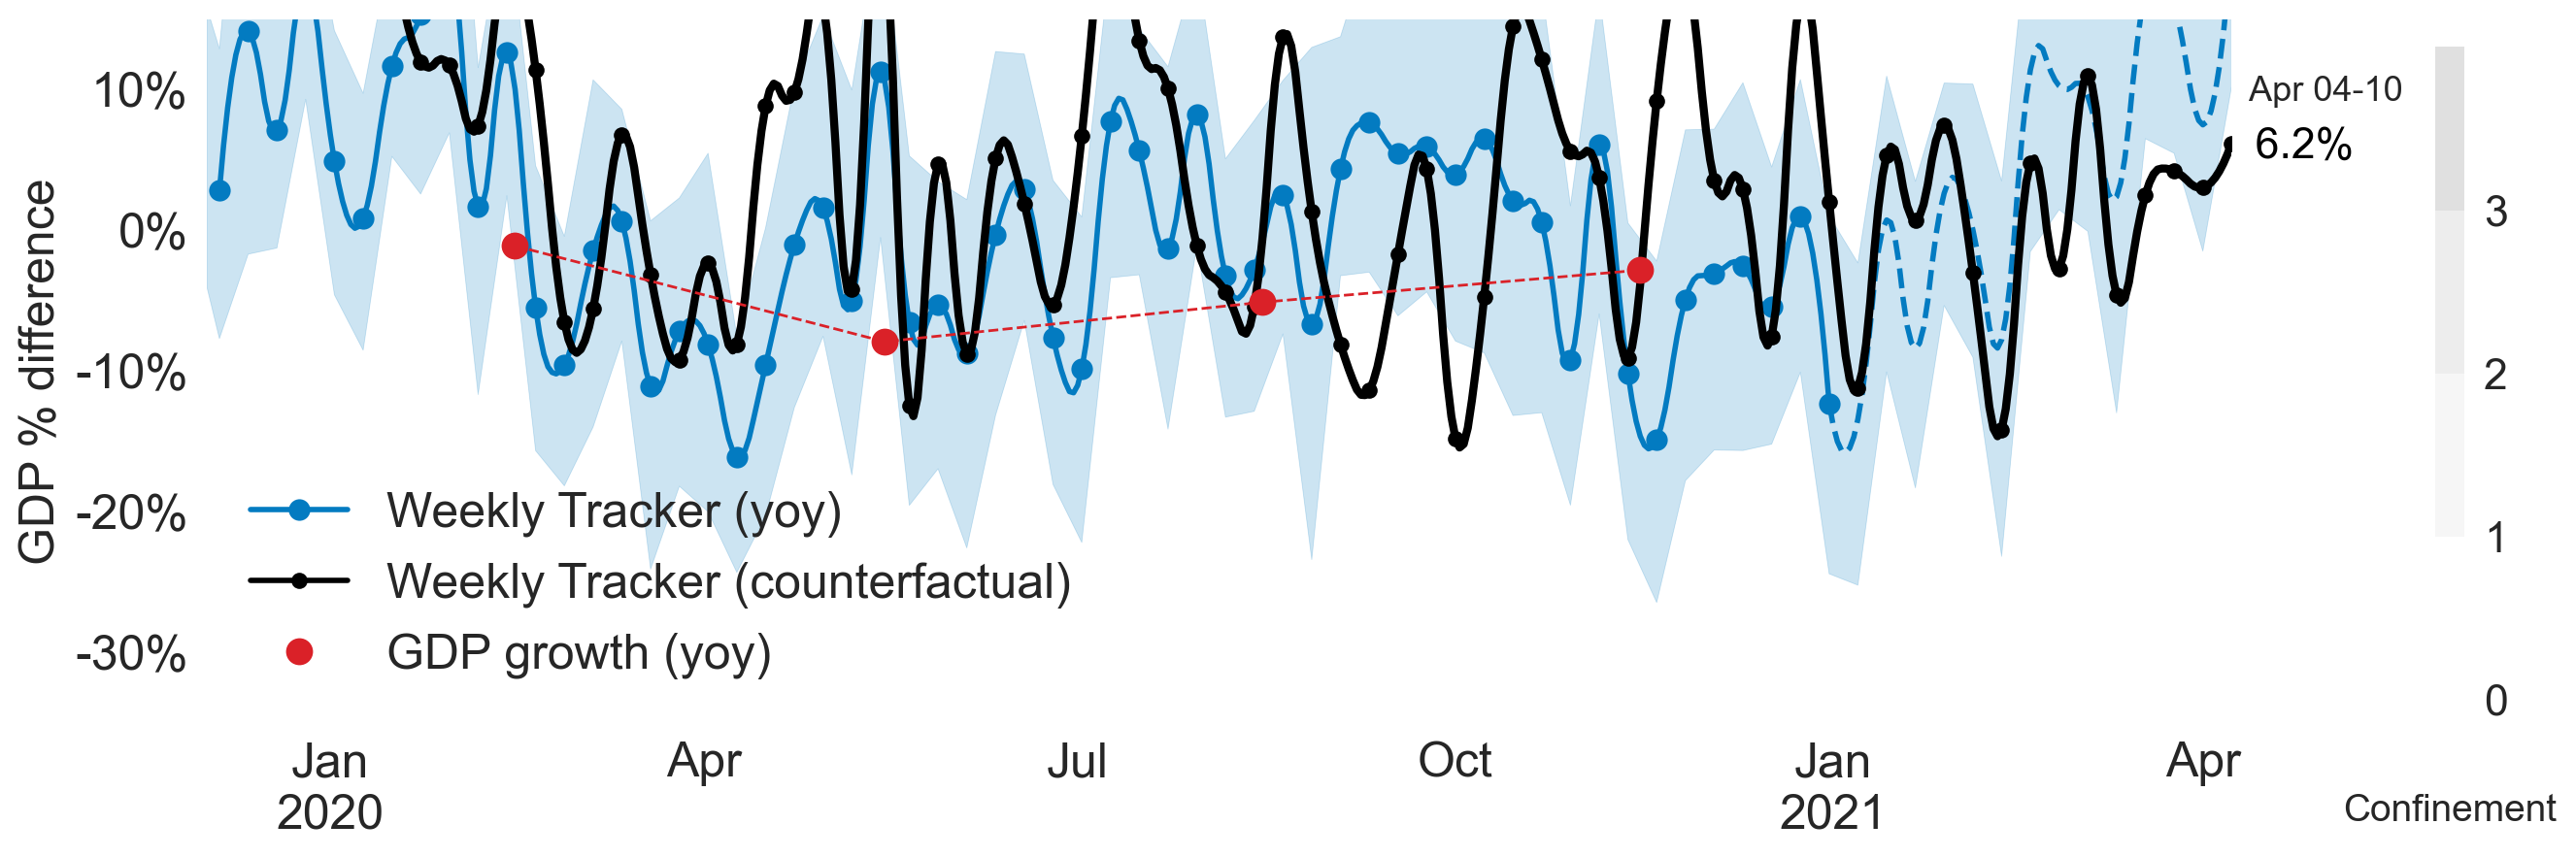 10%
0%
-10%
-20%
-30%
GDP % difference
Weekly Tracker (yoy)
Weekly Tracker (counterfactual)
GDP growth (yoy)
Jan
2020
Apr
Jul
Oct
Jan
2021
Apr
Apr 04-10
6.2%
3
2
1
0
Confinement